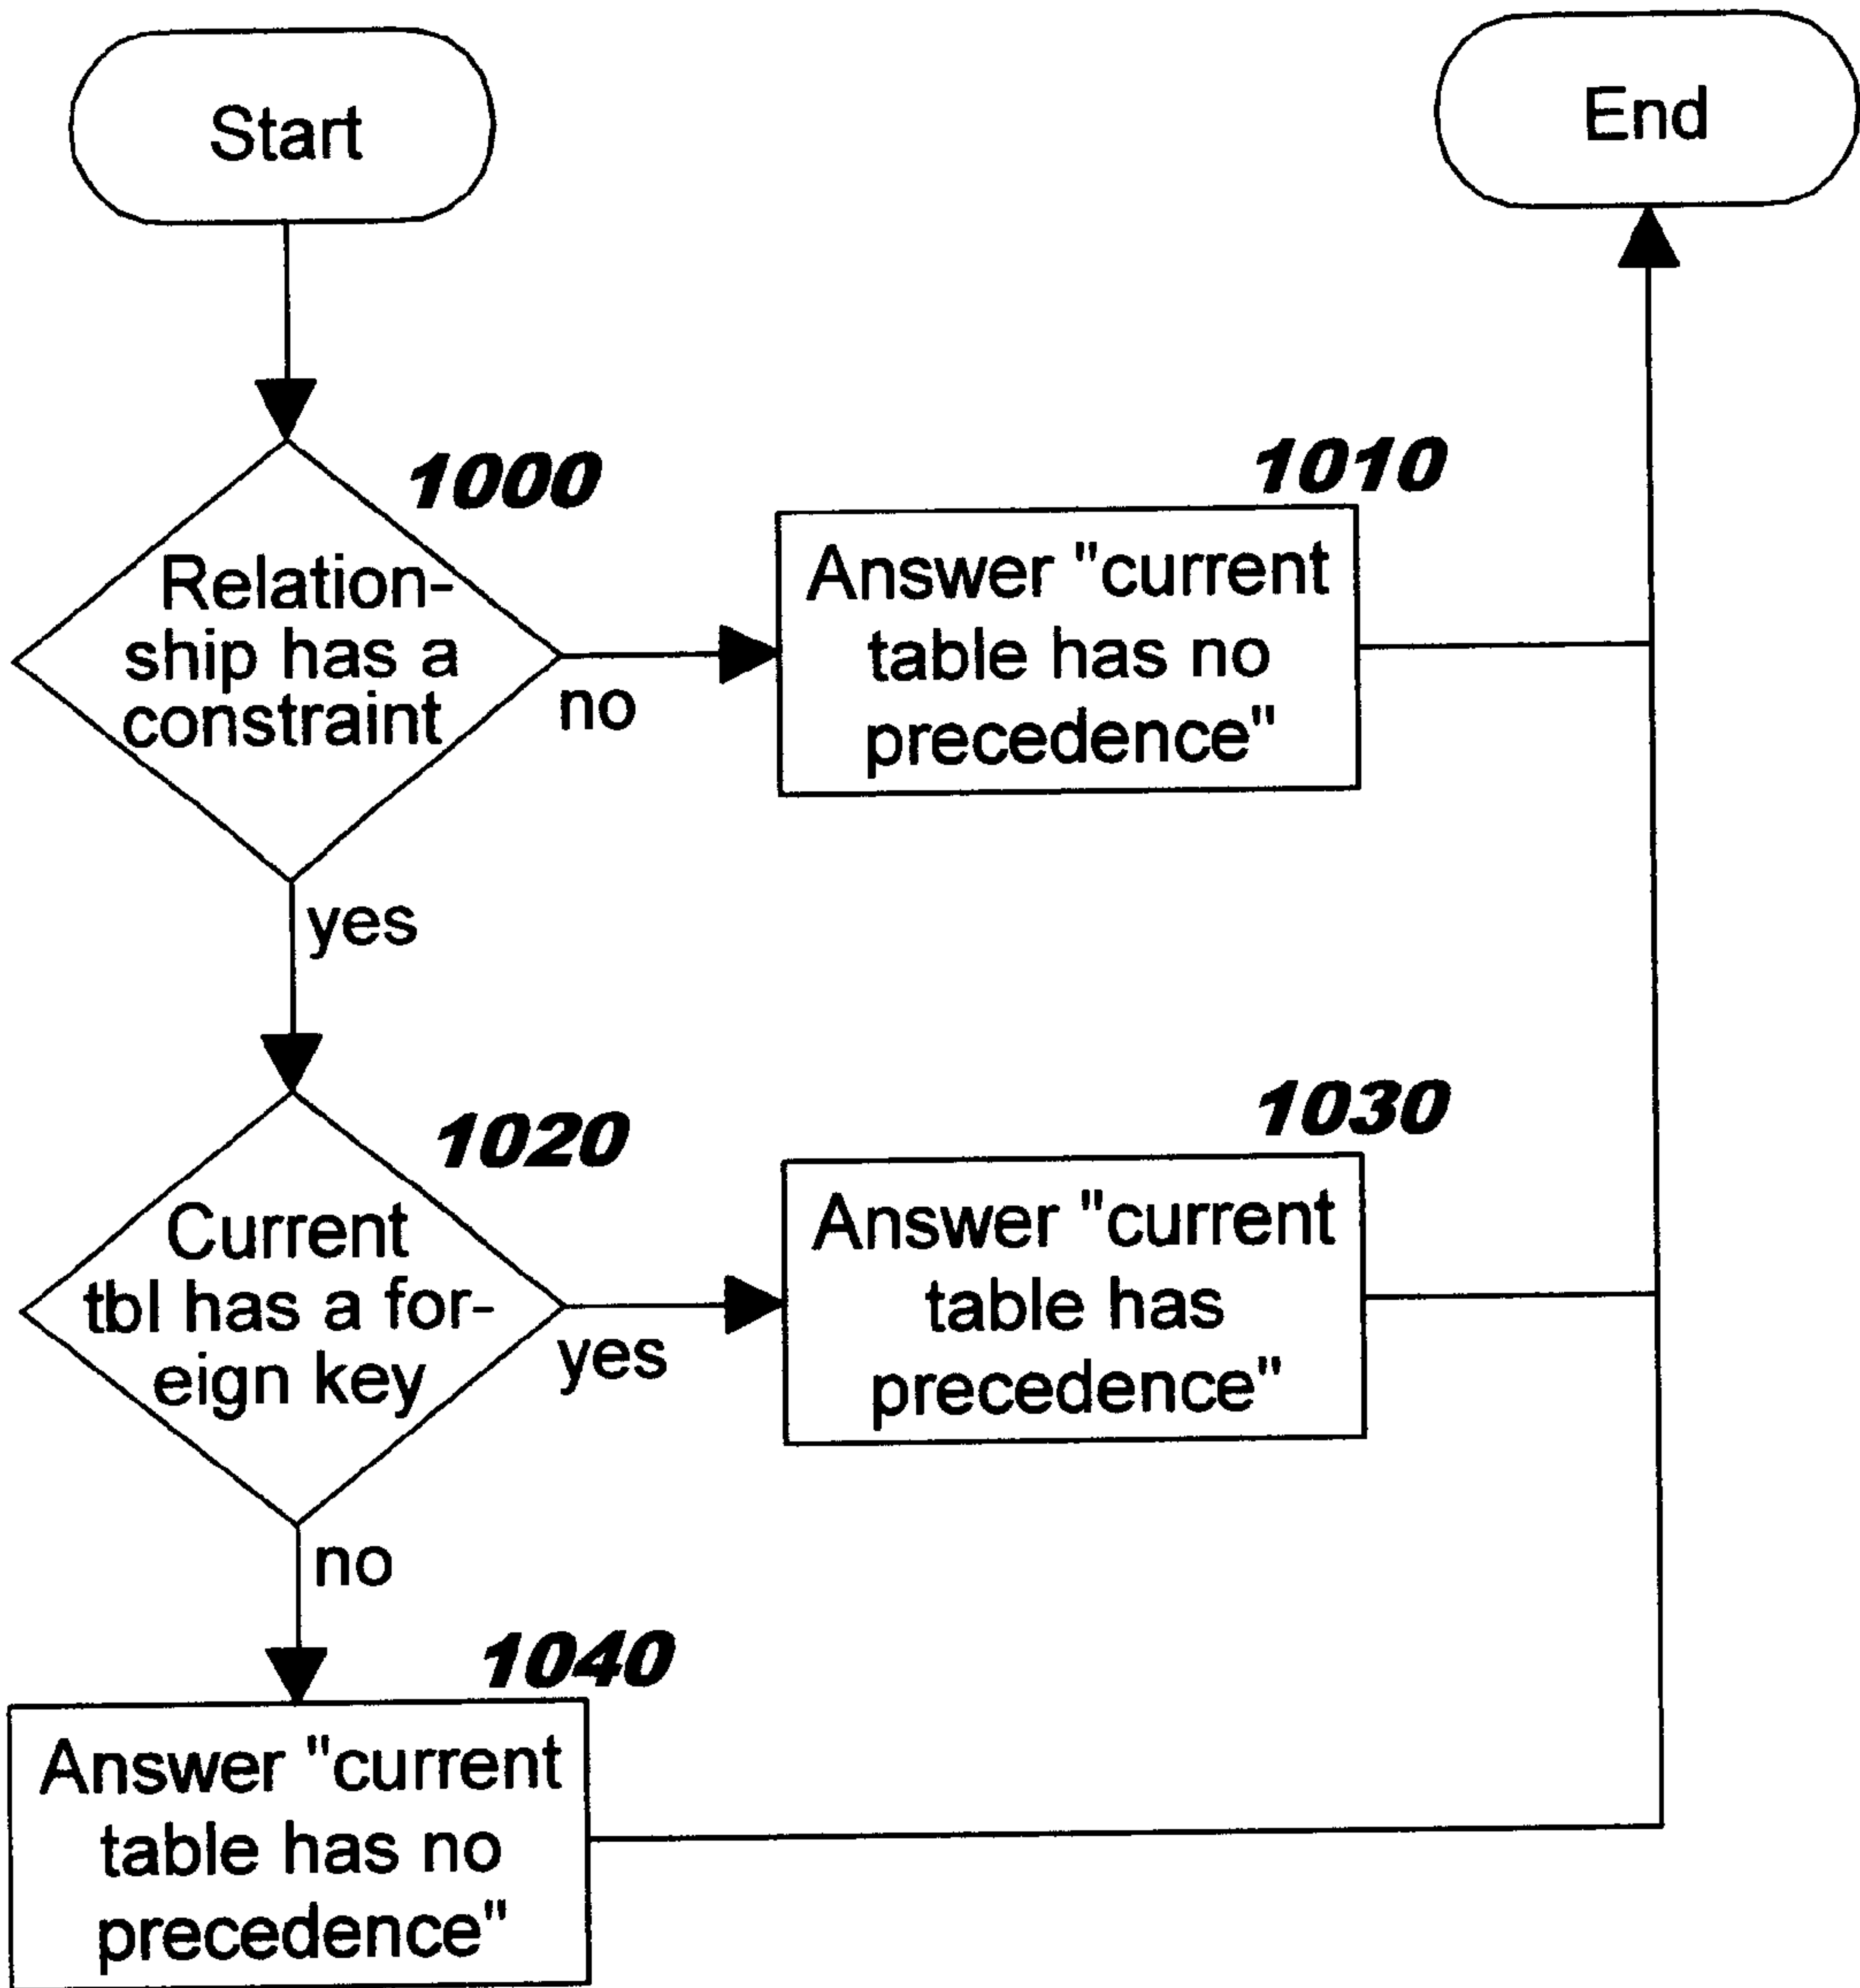 Start
End
1000
Relation-
ship has a
constraint
no
1010
Answer "current
table has no
precedence"
yes
1020
Current
tbl has a for-
eign key
yes
1030
Answer "current
table has
precedence"
no
1040
Answer "current
table has no
precedence"